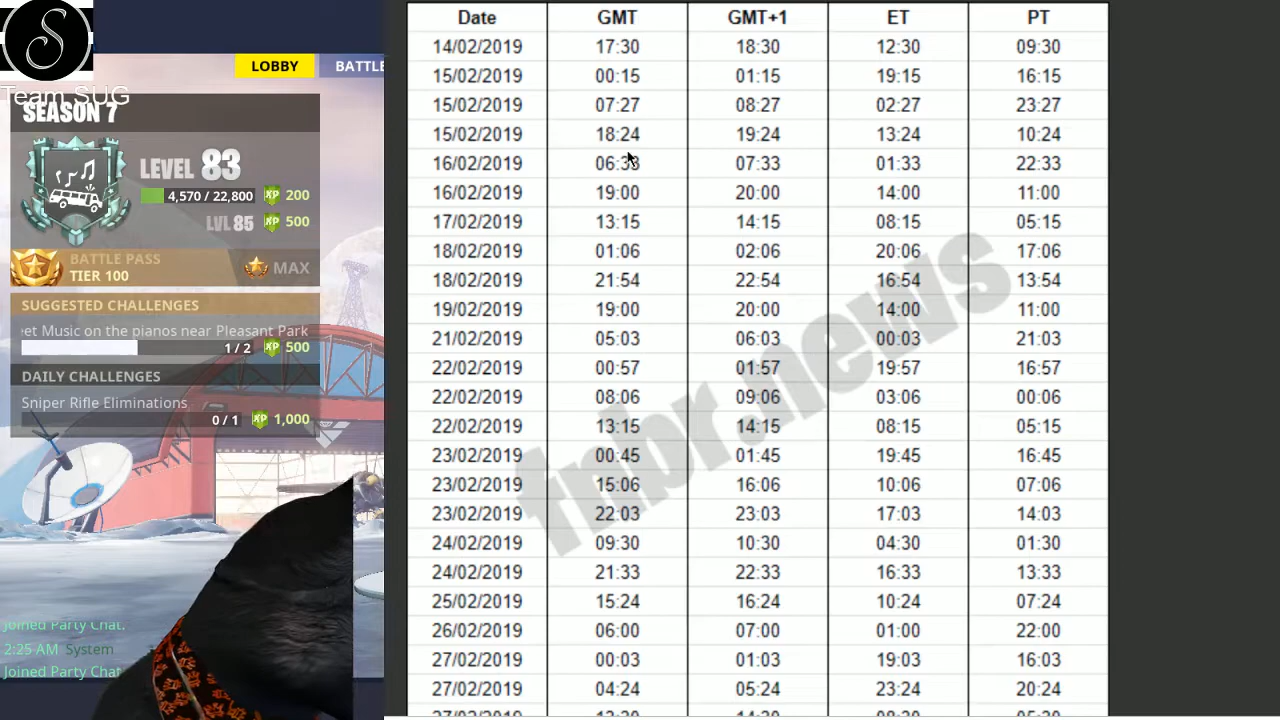 S
Team SUG
LOBBY
BATTLE
SEASON 7
LEVEL 83
4,570 / 22,800 XP 200
LVL 85 XP 500
BATTLE PASS
TIER 100
MAX
SUGGESTED CHALLENGES
et Music on the pianos near Pleasant Park
1 / 2 XP 500
DAILY CHALLENGES
Sniper Rifle Eliminations
0 / 1 XP 1,000
Joined Party Chat.
2:25 AM System
Joined Party Chat
Date GMT GMT+1 ET PT
14/02/2019 17:30 18:30 12:30 09:30
15/02/2019 00:15 01:15 19:15 16:15
15/02/2019 07:27 08:27 02:27 23:27
15/02/2019 18:24 19:24 13:24 10:24
16/02/2019 06:33 07:33 01:33 22:33
16/02/2019 19:00 20:00 14:00 11:00
17/02/2019 13:15 14:15 08:15 05:15
18/02/2019 01:06 02:06 20:06 17:06
18/02/2019 21:54 22:54 16:54 13:54
19/02/2019 19:00 20:00 14:00 11:00
21/02/2019 05:03 06:03 00:03 21:03
22/02/2019 00:57 01:57 19:57 16:57
22/02/2019 08:06 09:06 03:06 00:06
22/02/2019 13:15 14:15 08:15 05:15
23/02/2019 00:45 01:45 19:45 16:45
23/02/2019 15:06 16:06 10:06 07:06
23/02/2019 22:03 23:03 17:03 14:03
24/02/2019 09:30 10:30 04:30 01:30
24/02/2019 21:33 22:33 16:33 13:33
25/02/2019 15:24 16:24 10:24 07:24
26/02/2019 06:00 07:00 01:00 22:00
27/02/2019 00:03 01:03 19:03 16:03
27/02/2019 04:24 05:24 23:24 20:24
fnbr.news